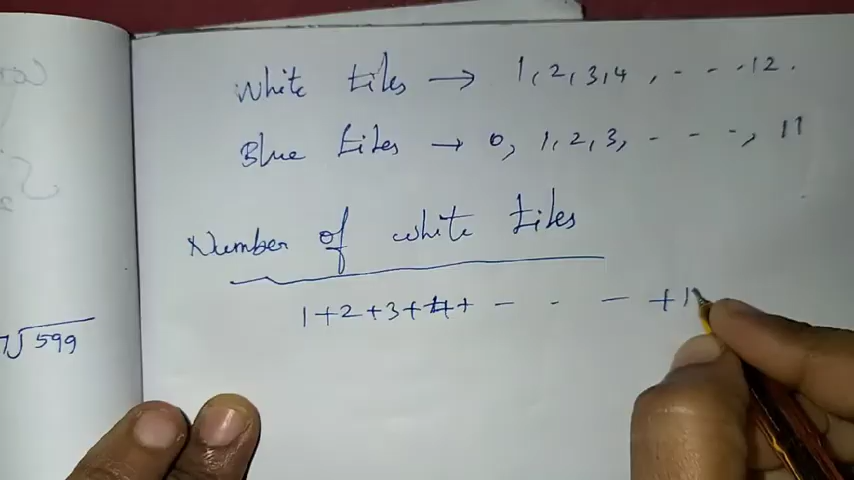 White tiles → 1, 2, 3, 4, - - - 12.
Blue tiles → 0, 1, 2, 3, - - -, 11
Number of white tiles
1 + 2 + 3 + 4 + - - - + 1
√599